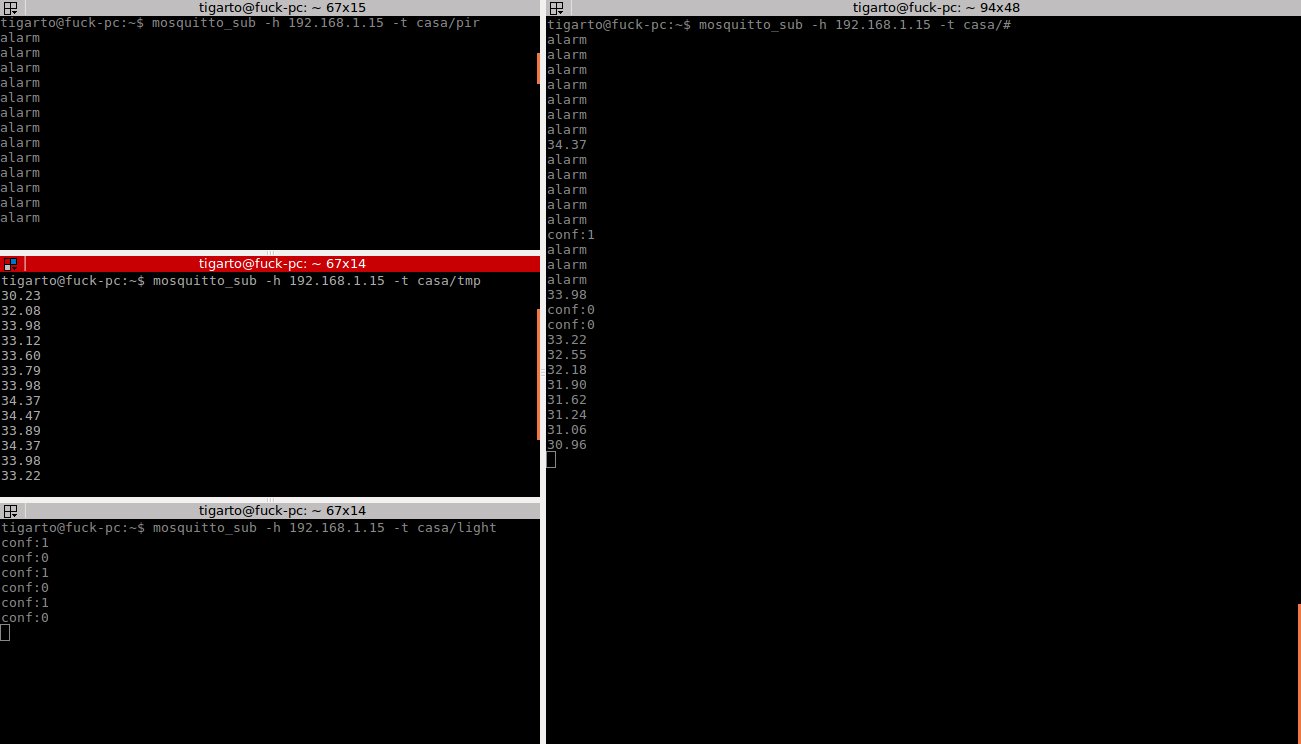 tigarto@fuck-pc: ~ 67x15
tigarto@fuck-pc:~$ mosquitto_sub -h 192.168.1.15 -t casa/pir
alarm
alarm
alarm
alarm
alarm
alarm
alarm
alarm
alarm
alarm
alarm
alarm
alarm
tigarto@fuck-pc: ~ 67x14
tigarto@fuck-pc:~$ mosquitto_sub -h 192.168.1.15 -t casa/tmp
30.23
32.08
33.98
33.12
33.60
33.79
33.98
34.37
34.47
33.89
34.37
33.98
33.22
tigarto@fuck-pc: ~ 67x14
tigarto@fuck-pc:~$ mosquitto_sub -h 192.168.1.15 -t casa/light
conf:1
conf:0
conf:1
conf:0
conf:1
conf:0
tigarto@fuck-pc: ~ 94x48
tigarto@fuck-pc:~$ mosquitto_sub -h 192.168.1.15 -t casa/#
alarm
alarm
alarm
alarm
alarm
alarm
alarm
34.37
alarm
alarm
alarm
alarm
alarm
conf:1
alarm
alarm
alarm
33.98
conf:0
conf:0
33.22
32.55
32.18
31.90
31.62
31.24
31.06
30.96